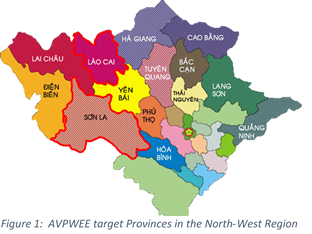 HÀ GIANG
CAO BẰNG
LAI CHÂU
LÀO CAI
TUYÊN
QUANG
BẮC
CẠN
ĐIỆN
BIÊN
YÊN
BÁI
THÁI
NGUYÊN
LẠNG
SƠN
SƠN LA
PHÚ
THỌ
QUẢNG
NINH
HÒA
BÌNH
Figure 1:  AVPWEE target Provinces in the North-West Region